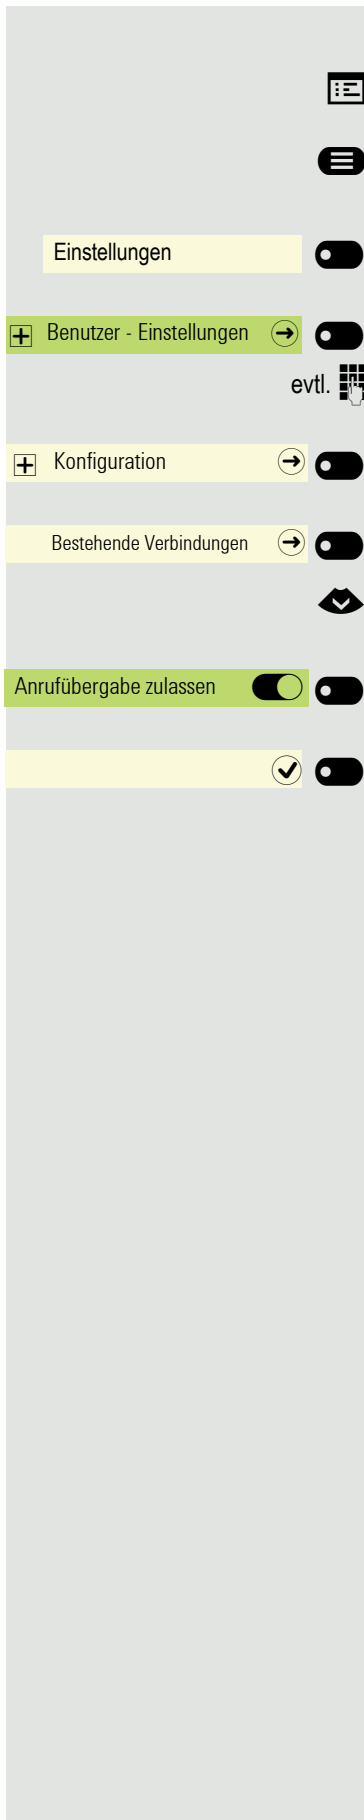 Einstellungen
Benutzer - Einstellungen
evtl.
Konfiguration
Bestehende Verbindungen
Anrufübergabe zulassen